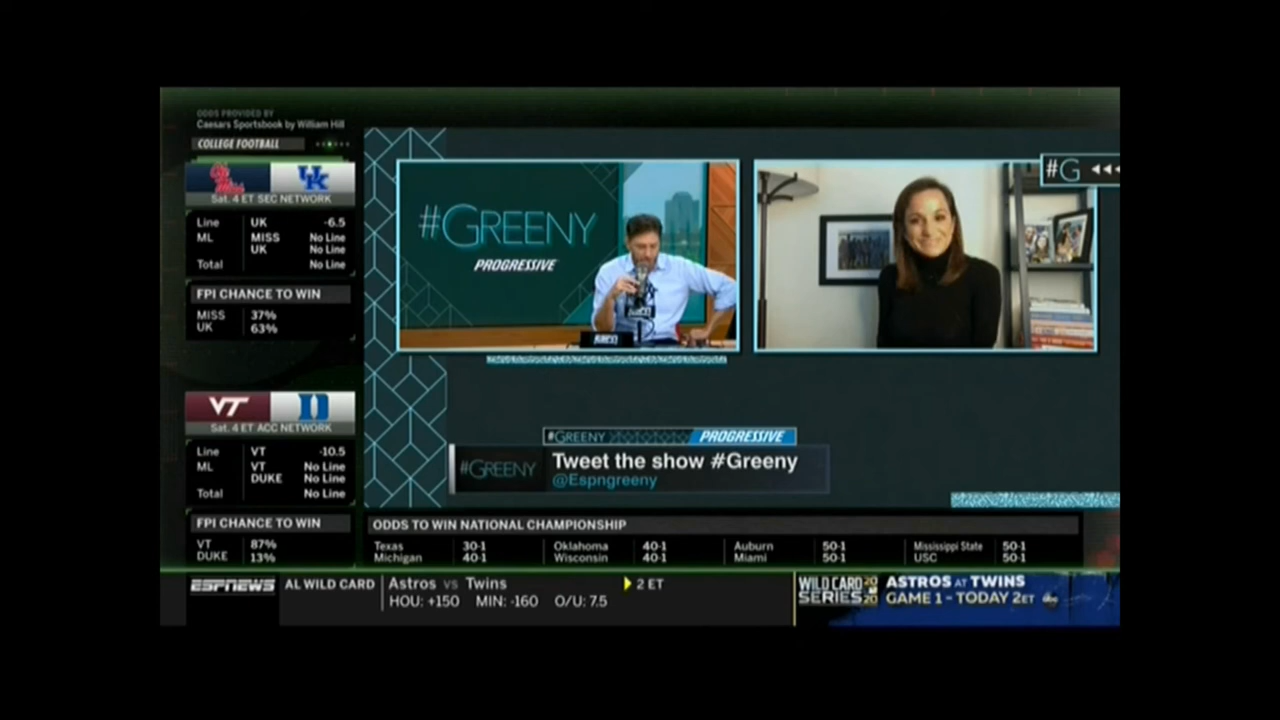 ODDS PROVIDED BY
Caesars Sportsbook by William Hill
COLLEGE FOOTBALL
Ole Miss UK
Sat. 4 ET SEC NETWORK
Line UK -6.5
ML MISS No Line
UK No Line
Total No Line
FPI CHANCE TO WIN
MISS 37%
UK 63%
VT D
Sat. 4 ET ACC NETWORK
Line VT -10.5
ML VT No Line
DUKE No Line
Total No Line
FPI CHANCE TO WIN
VT 87%
DUKE 13%
#GREENY
PROGRESSIVE
#G
#GREENY PROGRESSIVE
#GREENY
Tweet the show #Greeny
@Espngreeny
ODDS TO WIN NATIONAL CHAMPIONSHIP
Texas 30-1 Oklahoma 40-1 Auburn 50-1 Mississippi State 50-1
Michigan 40-1 Wisconsin 40-1 Miami 50-1 USC 50-1
ESPNEWS
AL WILD CARD
Astros vs Twins 2 ET
HOU: +150 MIN: -160 O/U: 7.5
WILD CARD SERIES 2020
ASTROS AT TWINS
GAME 1 - TODAY 2ET abc